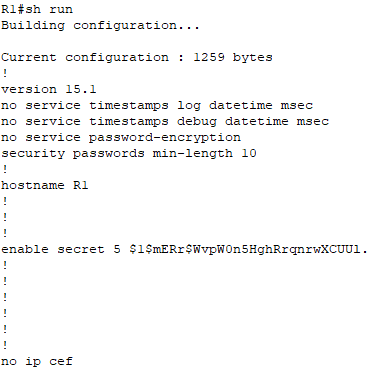 R1#sh run
Building configuration...
Current configuration : 1259 bytes
!
version 15.1
no service timestamps log datetime msec
no service timestamps debug datetime msec
no service password-encryption
security passwords min-length 10
!
hostname R1
!
!
!
enable secret 5 $1$mERr$WvpW0n5HghRrqnrwXCUUl.
!
!
!
!
!
!
no ip cef